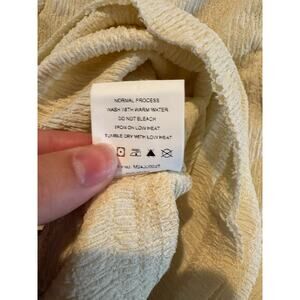 NORMAL PROCESS
WASH WITH WARM WATER
DO NOT BLEACH
IRON ON LOW HEAT
TUMBLE DRY WITH LOW HEAT